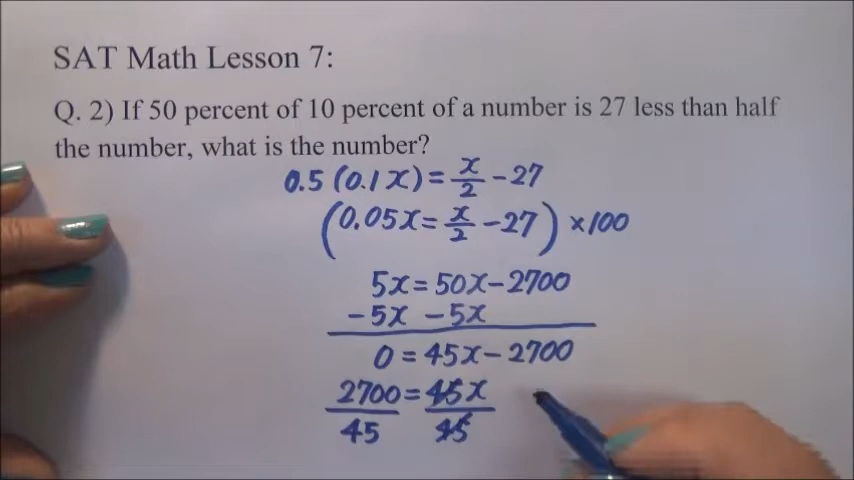 SAT Math Lesson 7:
Q. 2) If 50 percent of 10 percent of a number is 27 less than half
the number, what is the number?
0.5 (0.1x) = x/2 - 27
(0.05x = x/2 - 27) ×100
5x = 50x - 2700
- 5x - 5x
0 = 45x - 2700
2700 = 45x
45 45